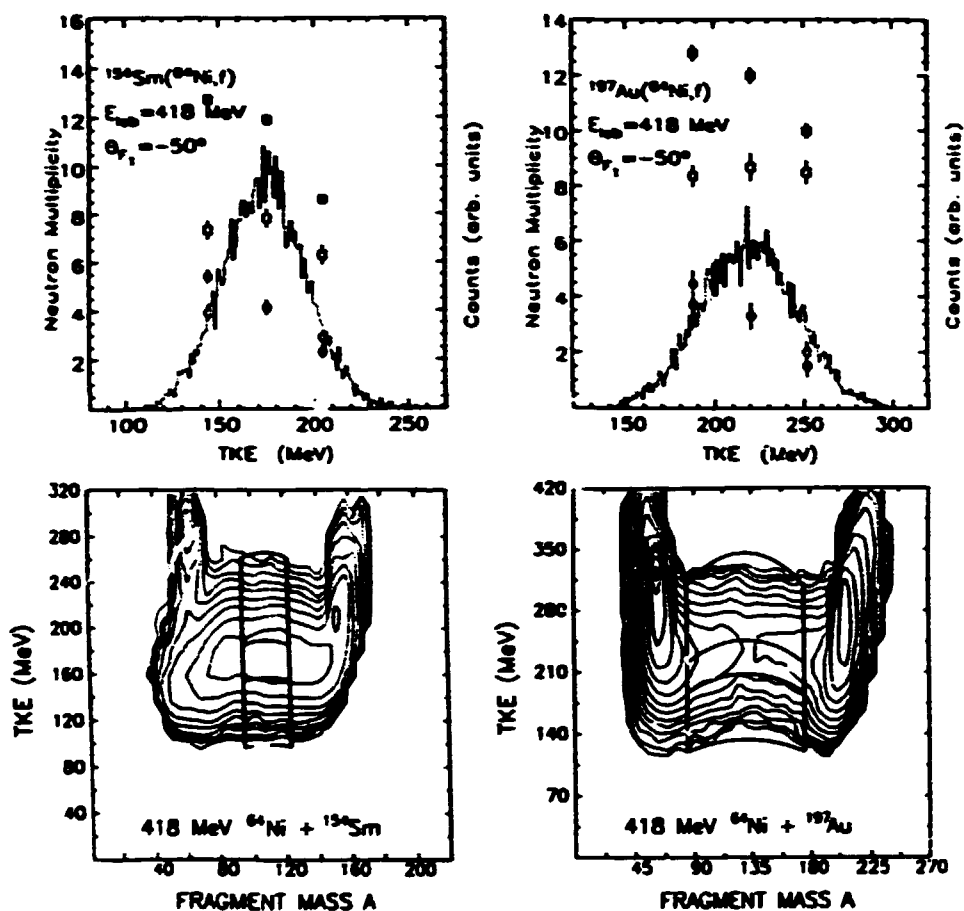 16
14
12
10
8
6
4
2
Neutron Multiplicity
¹⁵⁴Sm(⁶⁴Ni,f)
E_lab=418 MeV
Θ_F₁=-50°
Counts (arb. units)
100 150 200 250
TKE (MeV)
14
12
10
8
6
4
2
Neutron Multiplicity
¹⁹⁷Au(⁶⁴Ni,f)
E_lab=418 MeV
Θ_F₁=-50°
Counts (arb. units)
150 200 250 300
TKE (MeV)
320
280
240
200
160
120
80
40
TKE (MeV)
418 MeV ⁶⁴Ni + ¹⁵⁴Sm
40 80 120 160 200
FRAGMENT MASS A
420
350
280
210
140
70
TKE (MeV)
418 MeV ⁶⁴Ni + ¹⁹⁷Au
45 90 135 180 225 270
FRAGMENT MASS A